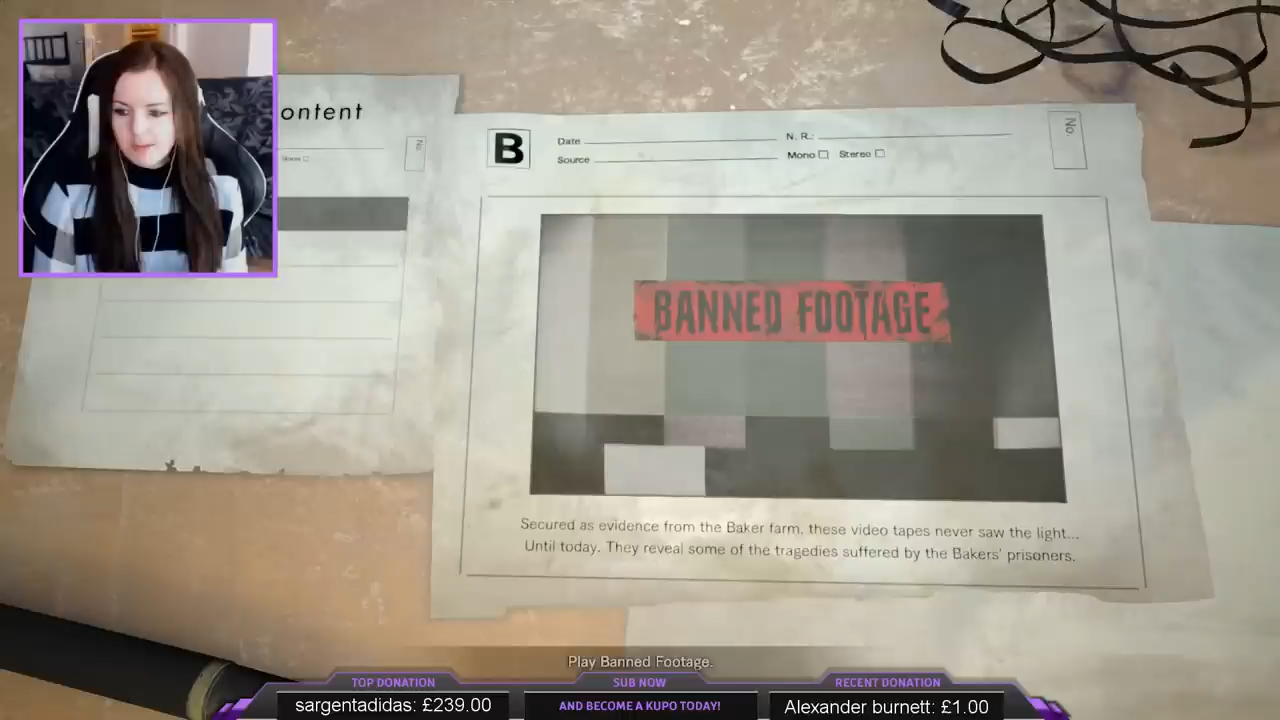 ontent
B
Date
Source
N. R.:
Mono Stereo
No.
No.
BANNED FOOTAGE
Secured as evidence from the Baker farm, these video tapes never saw the light...
Until today. They reveal some of the tragedies suffered by the Bakers' prisoners.
Play Banned Footage.
TOP DONATION
sargentadidas: £239.00
SUB NOW
AND BECOME A KUPO TODAY!
RECENT DONATION
Alexander burnett: £1.00